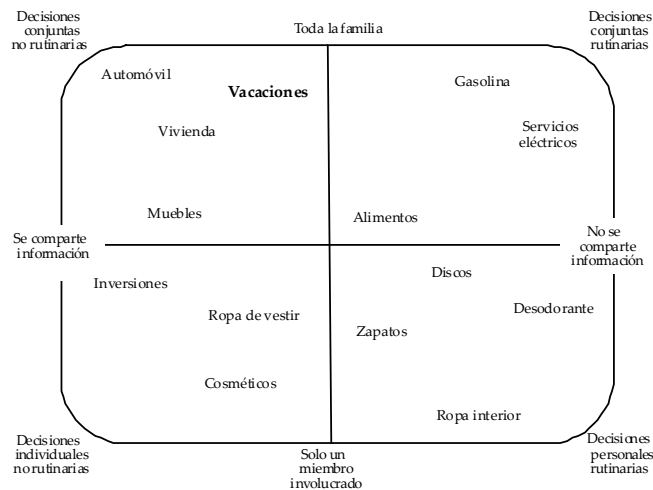 Decisiones
conjuntas
no rutinarias
Toda la familia
Decisiones
conjuntas
rutinarias
Automóvil
Vacaciones
Gasolina
Vivienda
Servicios
eléctricos
Muebles
Alimentos
Se comparte
información
No se
comparte
información
Inversiones
Discos
Ropa de vestir
Desodorante
Zapatos
Cosméticos
Ropa interior
Decisiones
individuales
no rutinarias
Solo un
miembro
involucrado
Decisiones
personales
rutinarias